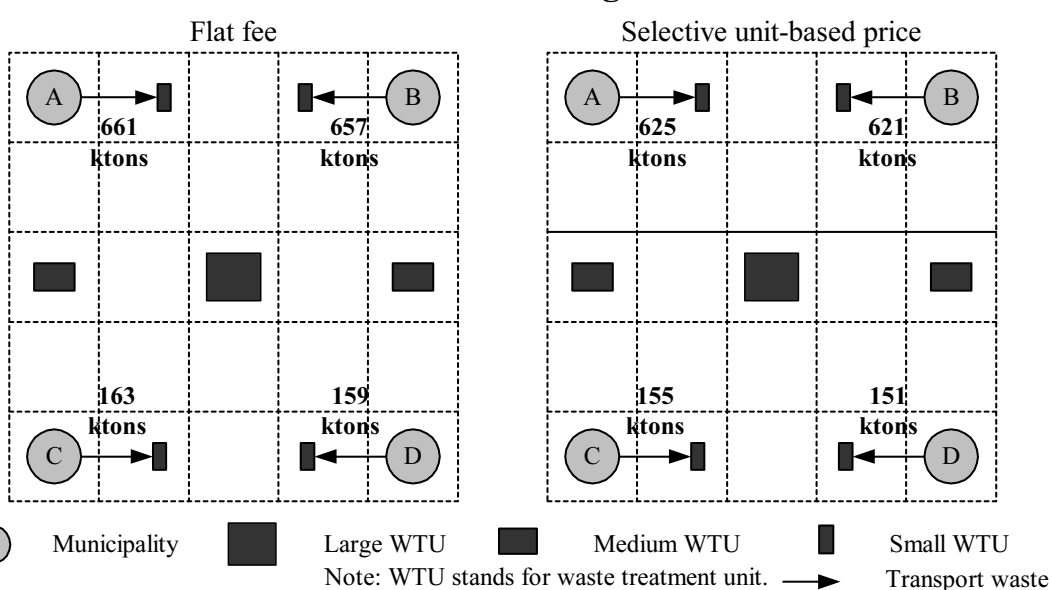 Flat fee
Selective unit-based price
A
B
A
B
661
ktons
657
ktons
625
ktons
621
ktons
163
ktons
159
ktons
155
ktons
151
ktons
C
D
C
D
Municipality
Large WTU
Medium WTU
Small WTU
Note: WTU stands for waste treatment unit.
Transport waste